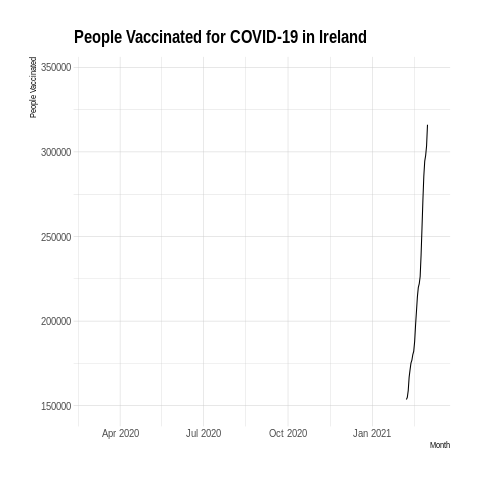 People Vaccinated for COVID-19 in Ireland
People Vaccinated
350000
300000
250000
200000
150000
Apr 2020 Jul 2020 Oct 2020 Jan 2021
Month